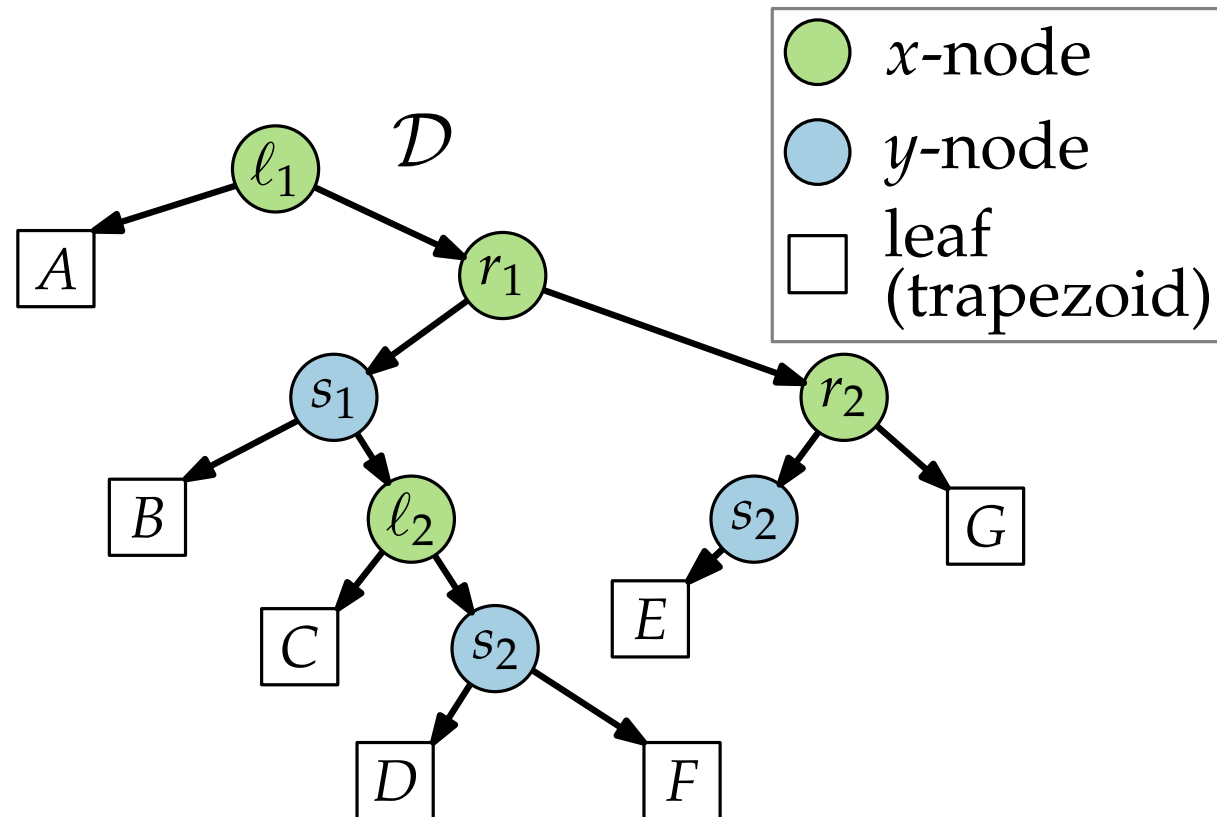 x-node
y-node
leaf
(trapezoid)
𝒟
ℓ1
A
r1
s1
r2
B
ℓ2
s2
G
C
E
s2
D
F